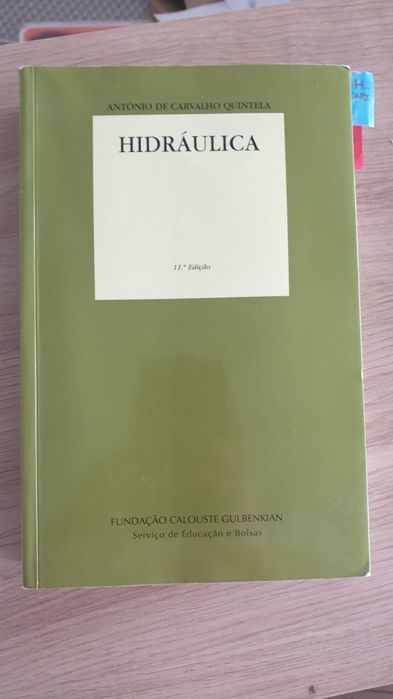 ANTÓNIO DE CARVALHO QUINTELA
HIDRÁULICA
11.ª Edição
FUNDAÇÃO CALOUSTE GULBENKIAN
Serviço de Educação e Bolsas
H